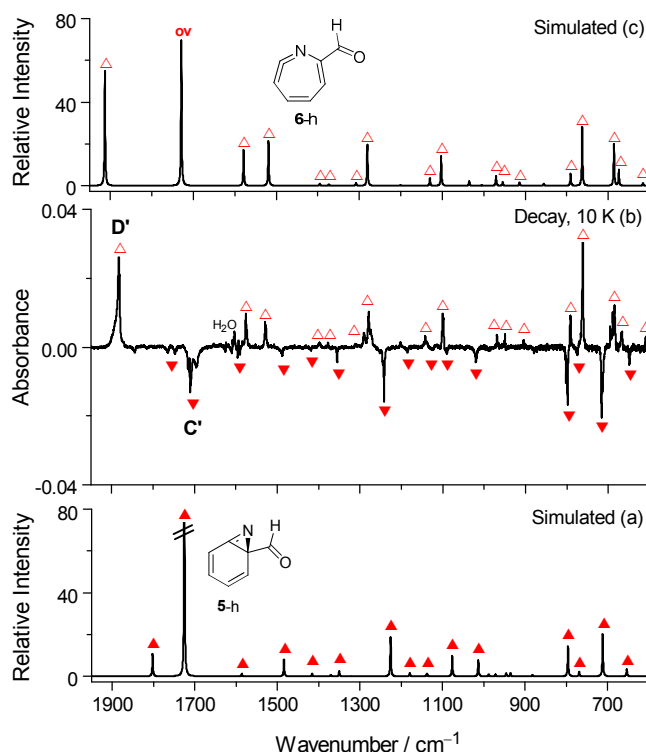 Simulated (c)
ov
H
N
O
6-h
Relative Intensity
80
40
0
Decay, 10 K (b)
D'
H₂O
C'
Absorbance
0.04
0.00
-0.04
Simulated (a)
N
H
O
5-h
Relative Intensity
80
40
0
1900 1700 1500 1300 1100 900 700
Wavenumber / cm⁻¹